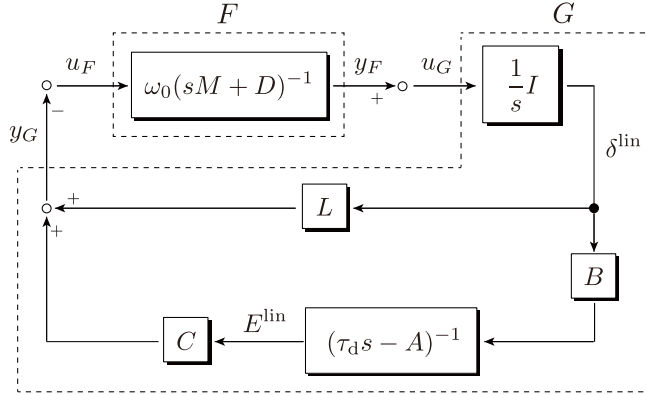 F
G
u_F
ω₀(sM + D)⁻¹
y_F
+
u_G
1/s I
−
y_G
δ^lin
+
L
+
B
E^lin
C
(τ_d s − A)⁻¹